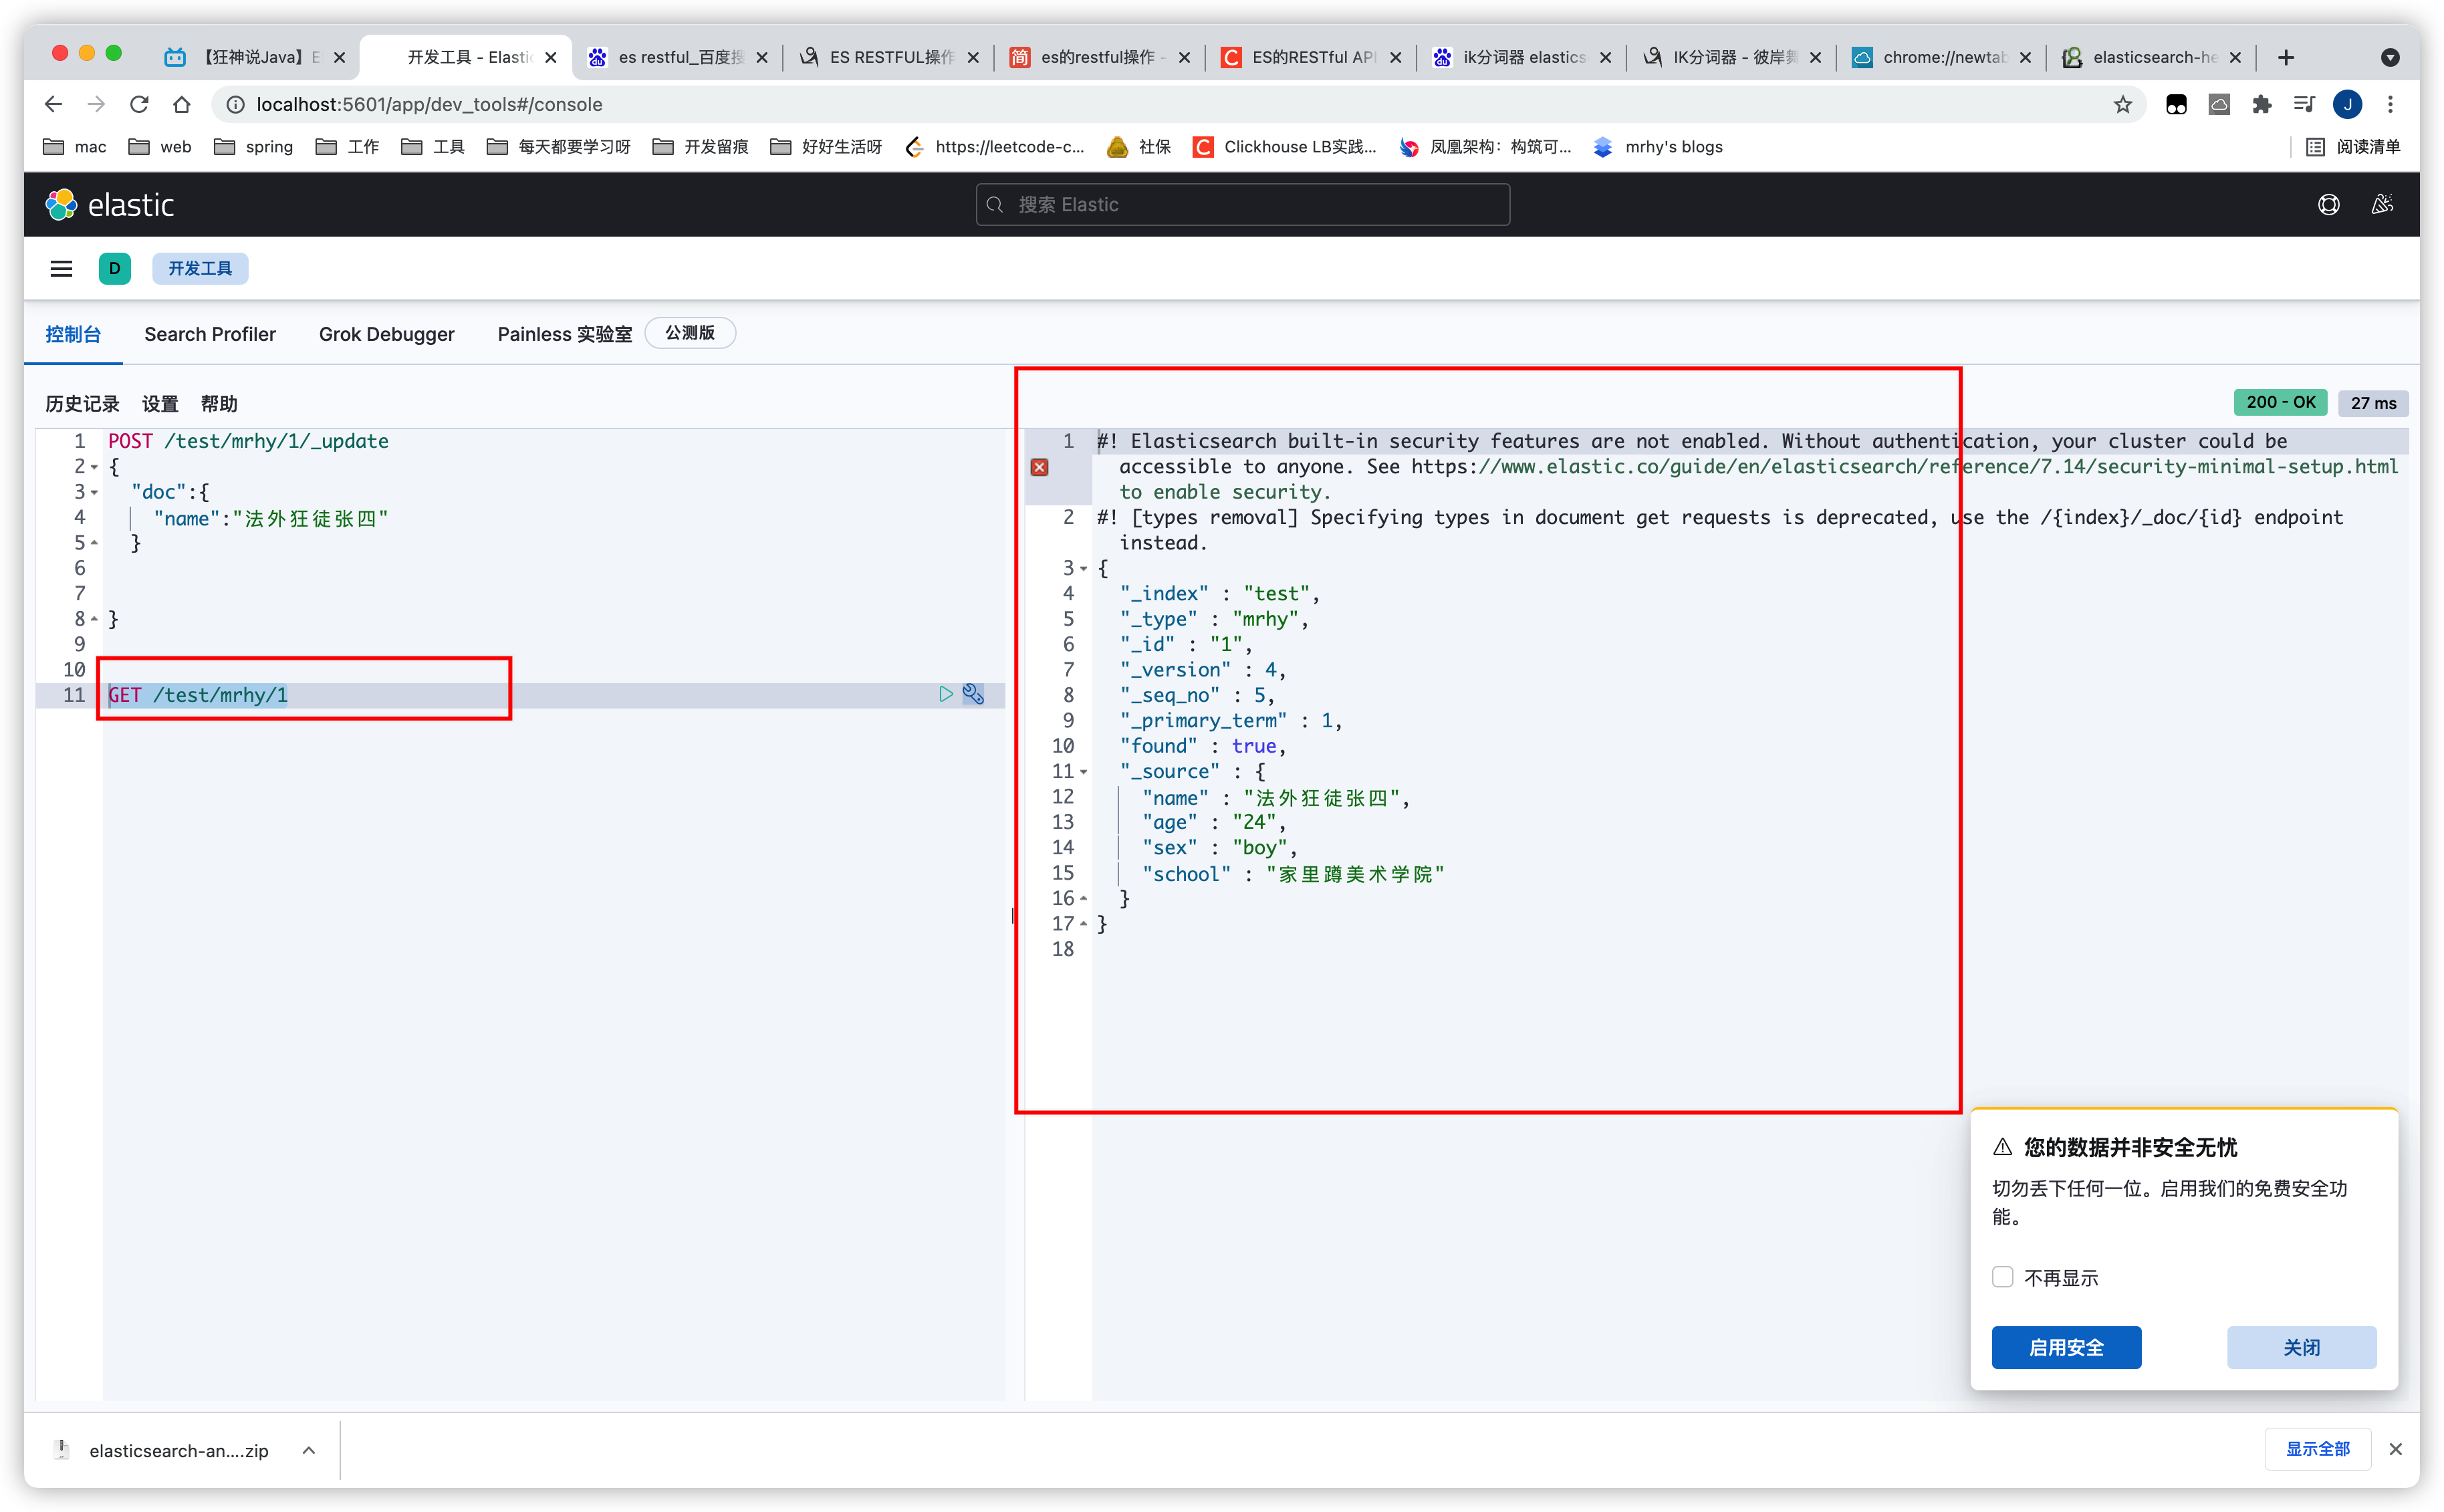 【狂神说Java】E
开发工具 - Elastic
es restful_百度搜
ES RESTFUL操作
es的restful操作 -
ES的RESTful API
ik分词器 elastics
IK分词器 - 彼岸舞
chrome://newtab
elasticsearch-he
localhost:5601/app/dev_tools#/console
J
mac web spring 工作 工具 每天都要学习呀 开发留痕 好好生活呀 https://leetcode-c... 社保 Clickhouse LB实践... 凤凰架构：构筑可... mrhy's blogs 阅读清单
elastic
搜索 Elastic
D 开发工具
控制台 Search Profiler Grok Debugger Painless 实验室 公测版
历史记录 设置 帮助
200 - OK 27 ms
1 POST /test/mrhy/1/_update
2 {
3 "doc":{
4 "name":"法外狂徒张四"
5 }
6
7
8 }
9
10
11 GET /test/mrhy/1
1 #! Elasticsearch built-in security features are not enabled. Without authentication, your cluster could be
accessible to anyone. See https://www.elastic.co/guide/en/elasticsearch/reference/7.14/security-minimal-setup.html
to enable security.
2 #! [types removal] Specifying types in document get requests is deprecated, use the /{index}/_doc/{id} endpoint
instead.
3 {
4 "_index" : "test",
5 "_type" : "mrhy",
6 "_id" : "1",
7 "_version" : 4,
8 "_seq_no" : 5,
9 "_primary_term" : 1,
10 "found" : true,
11 "_source" : {
12 "name" : "法外狂徒张四",
13 "age" : "24",
14 "sex" : "boy",
15 "school" : "家里蹲美术学院"
16 }
17 }
18
您的数据并非安全无忧
切勿丢下任何一位。启用我们的免费安全功
能。
不再显示
启用安全 关闭
elasticsearch-an....zip
显示全部